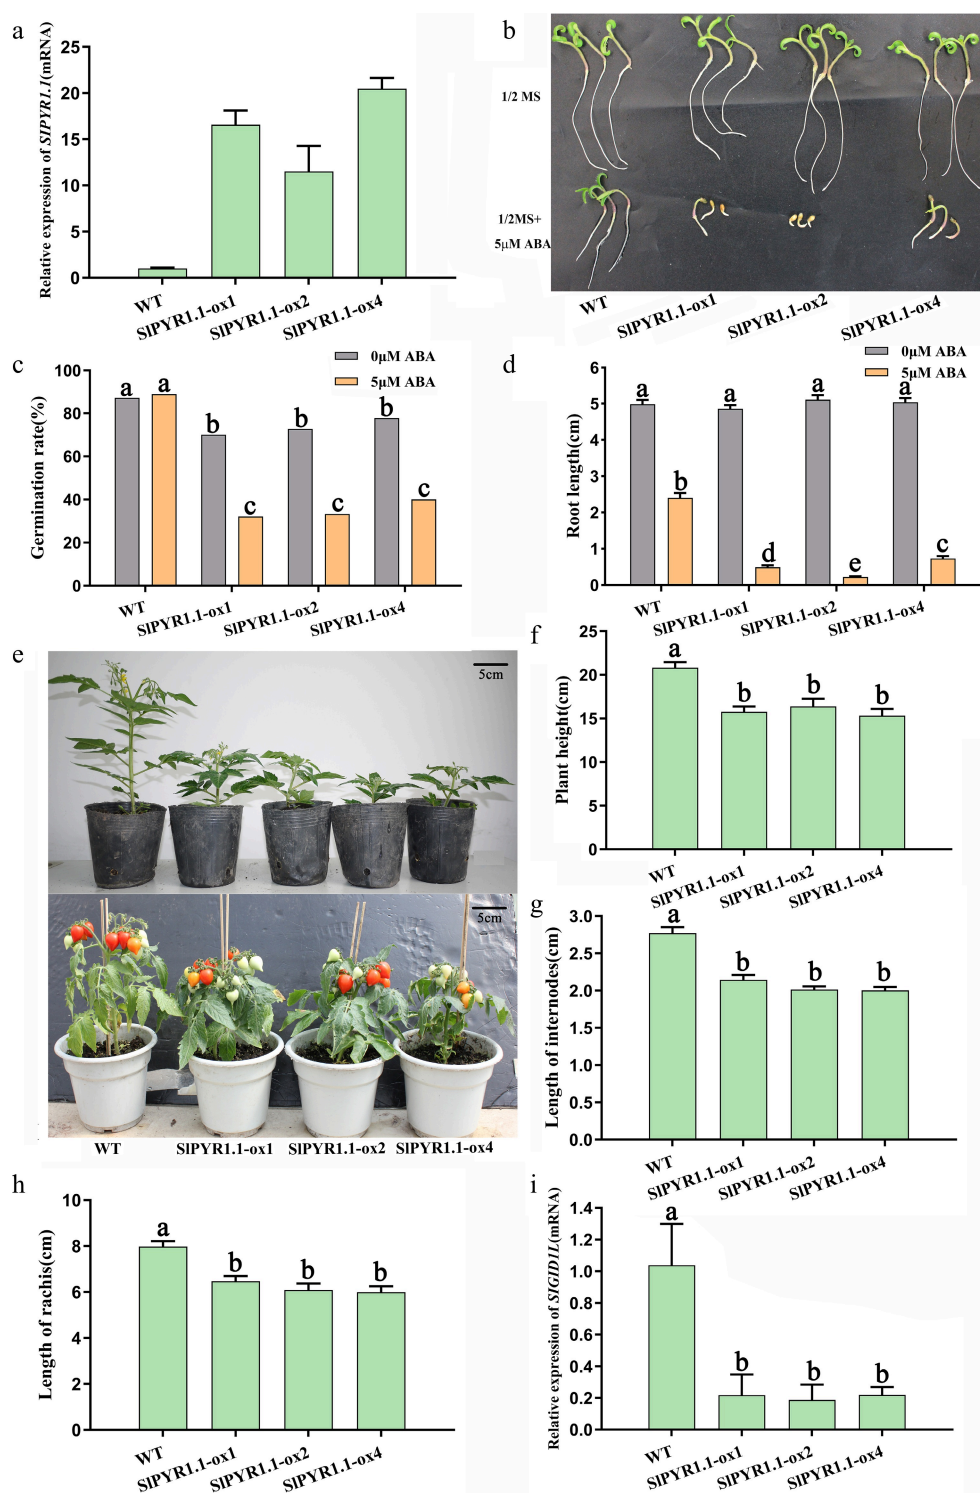 a
Relative expression of SlPYR1.1(mRNA)
25
20
15
10
5
0
WT
SlPYR1.1-ox1
SlPYR1.1-ox2
SlPYR1.1-ox4
b
1/2 MS
1/2MS+
5μM ABA
WT
SlPYR1.1-ox1
SlPYR1.1-ox2
SlPYR1.1-ox4
c
0μM ABA
5μM ABA
Germination rate(%)
100
80
60
40
20
0
a a b c b c b c
WT
SlPYR1.1-ox1
SlPYR1.1-ox2
SlPYR1.1-ox4
d
0μM ABA
5μM ABA
Root length(cm)
6
5
4
3
2
1
0
a b a d a e a c
WT
SlPYR1.1-ox1
SlPYR1.1-ox2
SlPYR1.1-ox4
e
5cm
5cm
WT SlPYR1.1-ox1 SlPYR1.1-ox2 SlPYR1.1-ox4
f
Plant height(cm)
25
20
15
10
5
0
a b b b
WT
SlPYR1.1-ox1
SlPYR1.1-ox2
SlPYR1.1-ox4
g
Length of internodes(cm)
3.0
2.5
2.0
1.5
1.0
0.5
0.0
a b b b
WT
SlPYR1.1-ox1
SlPYR1.1-ox2
SlPYR1.1-ox4
h
Length of rachis(cm)
10
8
6
4
2
0
a b b b
WT
SlPYR1.1-ox1
SlPYR1.1-ox2
SlPYR1.1-ox4
i
Relative expression of SlGID1L(mRNA)
1.4
1.2
1.0
0.8
0.6
0.4
0.2
0.0
a b b b
WT
SlPYR1.1-ox1
SlPYR1.1-ox2
SlPYR1.1-ox4